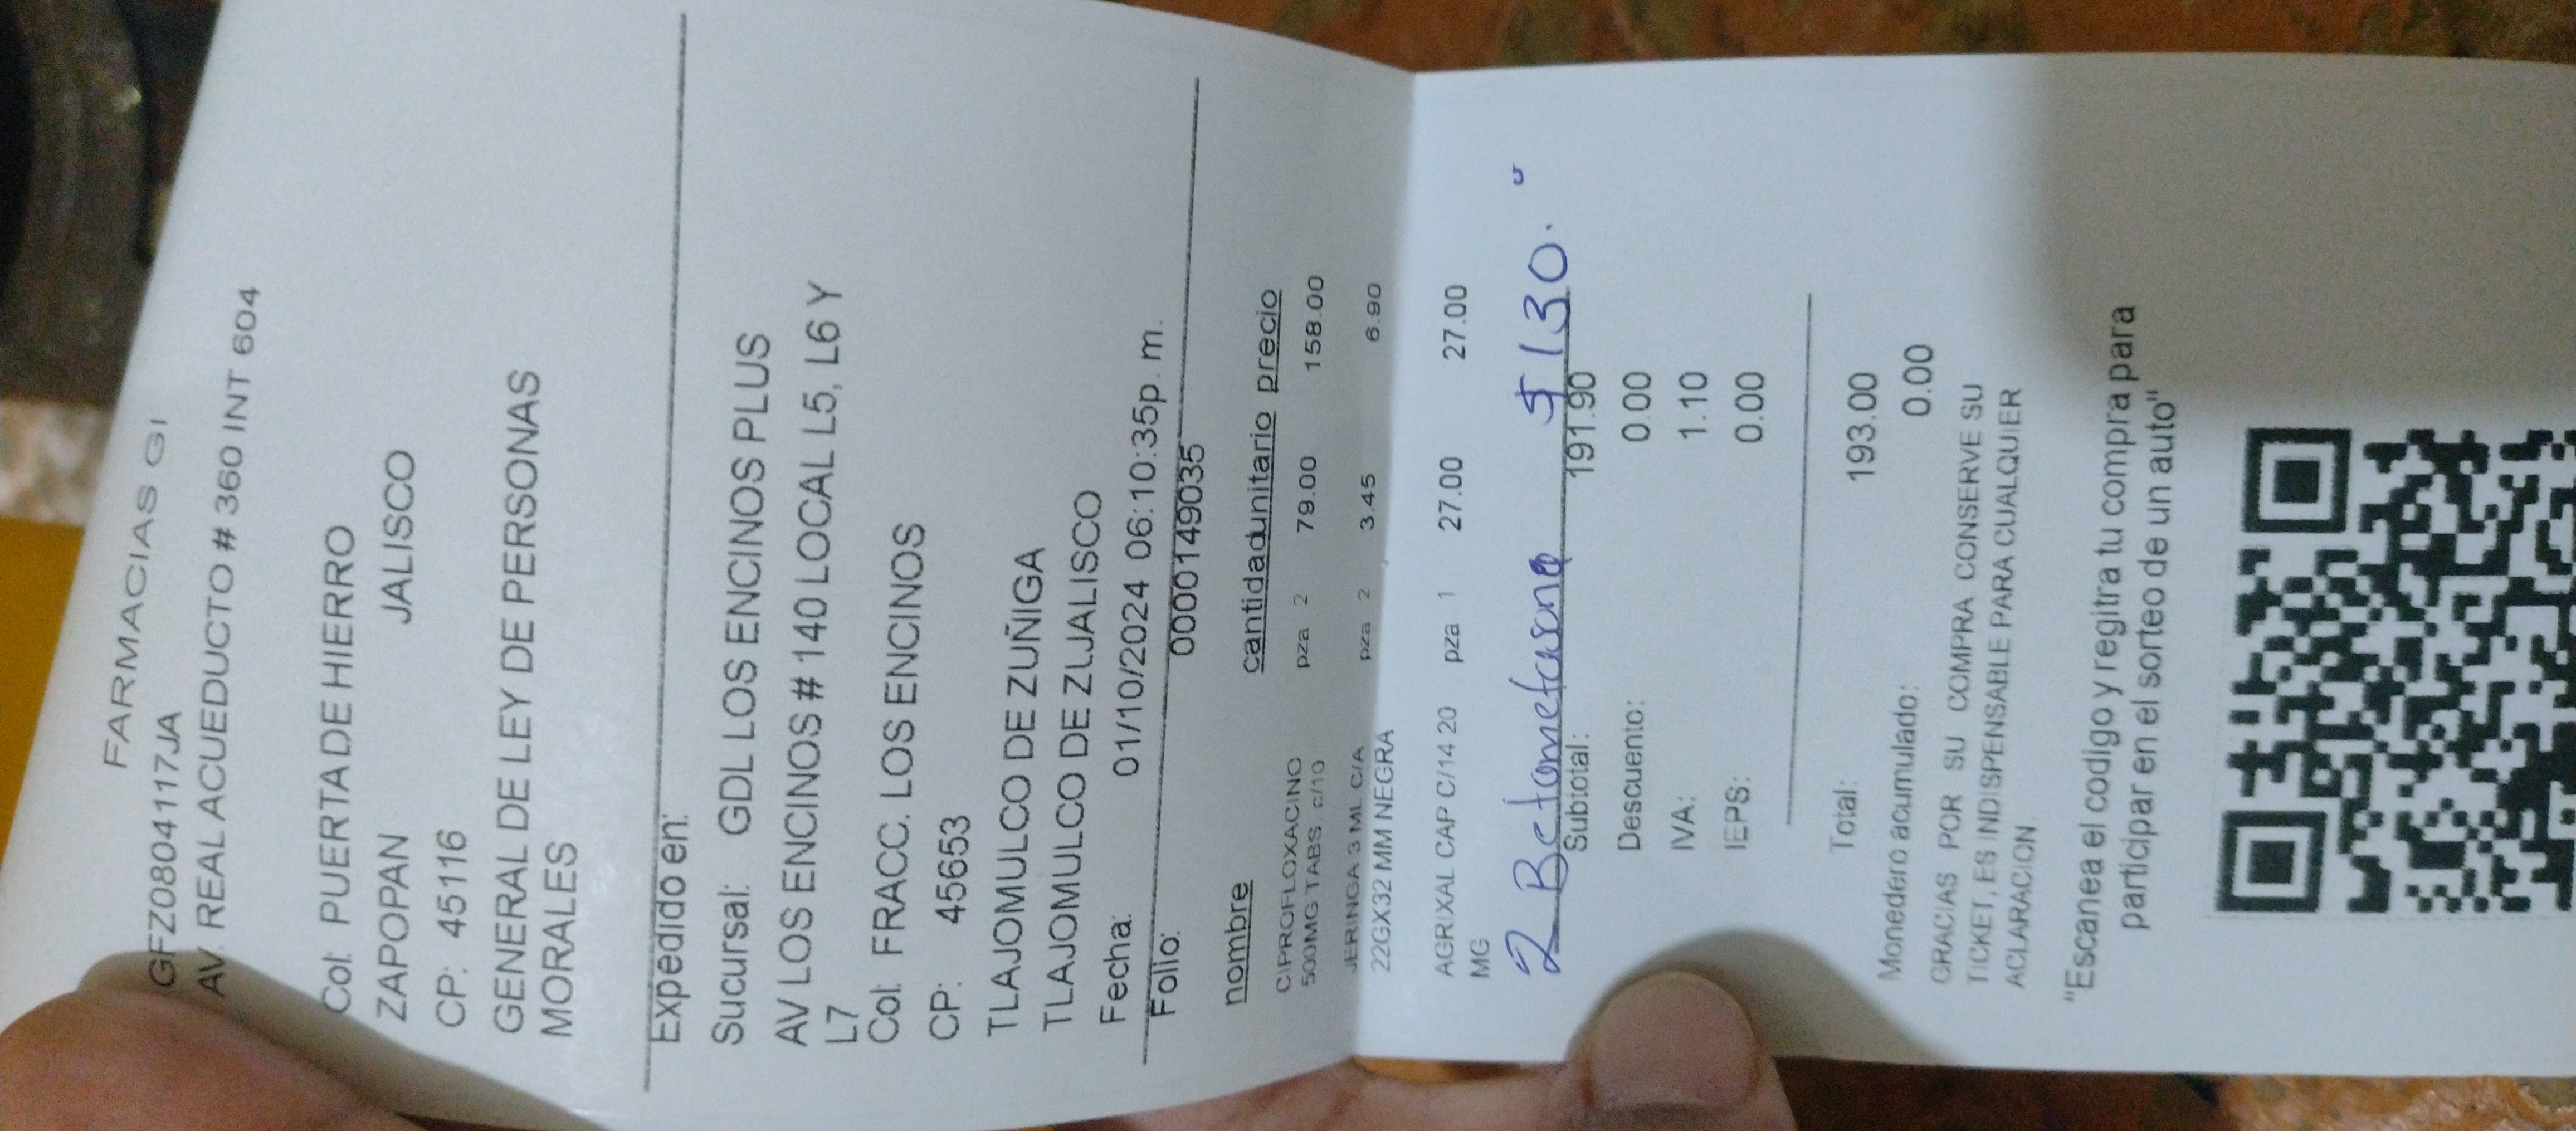 FARMACIAS GI
GFZ0804117JA
AV. REAL ACUEDUCTO # 360 INT 604
Col: PUERTA DE HIERRO
ZAPOPAN JALISCO
CP: 45116
GENERAL DE LEY DE PERSONAS
MORALES
Expedido en:
Sucursal: GDL LOS ENCINOS PLUS
AV LOS ENCINOS # 140 LOCAL L5, L6 Y
L7
Col: FRACC. LOS ENCINOS
CP: 45653
TLAJOMULCO DE ZUÑIGA
TLAJOMULCO DE ZUJALISCO
Fecha: 01/10/2024 06:10:35p. m.
Folio: 0000149035
nombre cantidadunitario precio
CIPROFLOXACINO pza 2 79.00 158.00
500MG TABS c/10
JERINGA 3 ML C/A pza 2 3.45 6.90
22GX32 MM NEGRA
AGRIXAL CAP C/14 20 pza 1 27.00 27.00
MG
2 Betametasona $130.
Subtotal: 191.90
Descuento: 0.00
IVA: 1.10
IEPS: 0.00
Total: 193.00
Monedero acumulado: 0.00
GRACIAS POR SU COMPRA CONSERVE SU
TICKET, ES INDISPENSABLE PARA CUALQUIER
ACLARACION.
"Escanea el codigo y regitra tu compra para
participar en el sorteo de un auto"